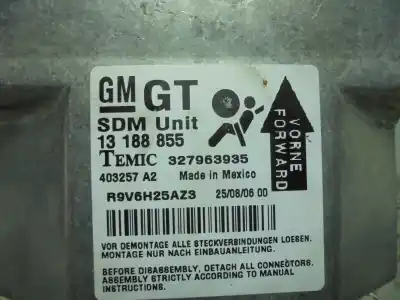 GM GT
SDM Unit
13 188 855
TEMIC 327963935
403257 A2 Made in Mexico
R9V6H25AZ3 25/08/06 00
VORNE
FORWARD
VOR DEMONTAGE ALLE STECKVERBINDUNGEN LOESEN.
MONTAGE NUR NACH EINBAUANLEITUNG.
BEFORE DISASSEMBLY, DETACH ALL CONNECTORS.
ASSEMBLY STRICTLY ACCORDING TO MANUAL
INSTRUCTIONS.